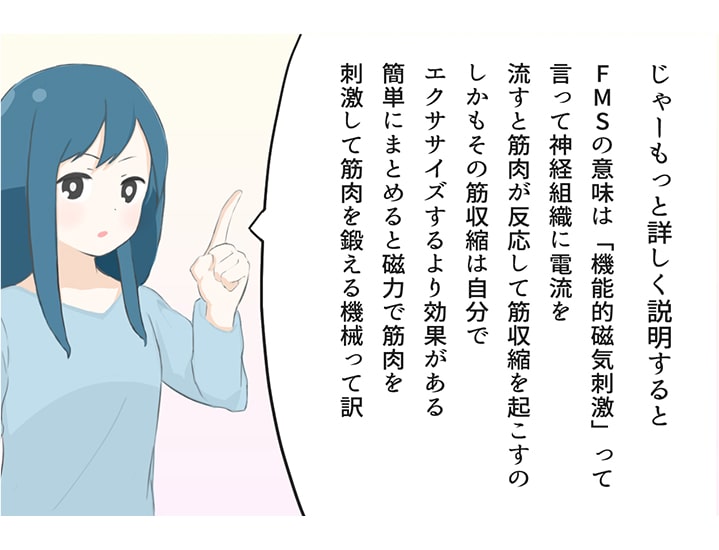 じゃーもっと詳しく説明すると
ＦＭＳの意味は「機能的磁気刺激」って
言って神経組織に電流を
流すと筋肉が反応して筋収縮を起こすの
しかもその筋収縮は自分で
エクササイズするより効果がある
簡単にまとめると磁力で筋肉を
刺激して筋肉を鍛える機械って訳